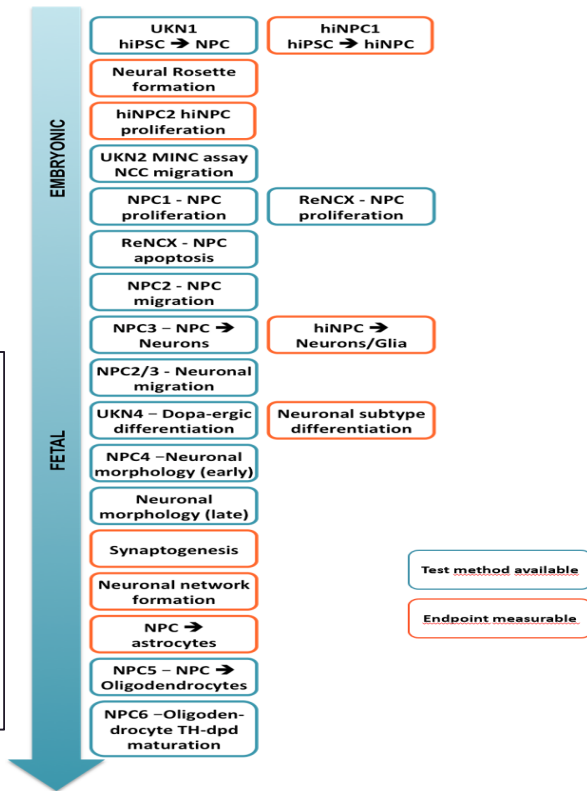 UKN1
hiPSC ➔ NPC
hiNPC1
hiPSC ➔ hiNPC
Neural Rosette
formation
hiNPC2 hiNPC
proliferation
EMBRYONIC
UKN2 MINC assay
NCC migration
NPC1 - NPC
proliferation
ReNCX - NPC
proliferation
ReNCX - NPC
apoptosis
NPC2 - NPC
migration
NPC3 – NPC ➔
Neurons
hiNPC ➔
Neurons/Glia
NPC2/3 - Neuronal
migration
FETAL
UKN4 – Dopa-ergic
differentiation
Neuronal subtype
differentiation
NPC4 –Neuronal
morphology (early)
Neuronal
morphology (late)
Synaptogenesis
Test method available
Neuronal network
formation
Endpoint measurable
NPC ➔
astrocytes
NPC5 – NPC ➔
Oligodendrocytes
NPC6 –Oligoden-
drocyte TH-dpd
maturation